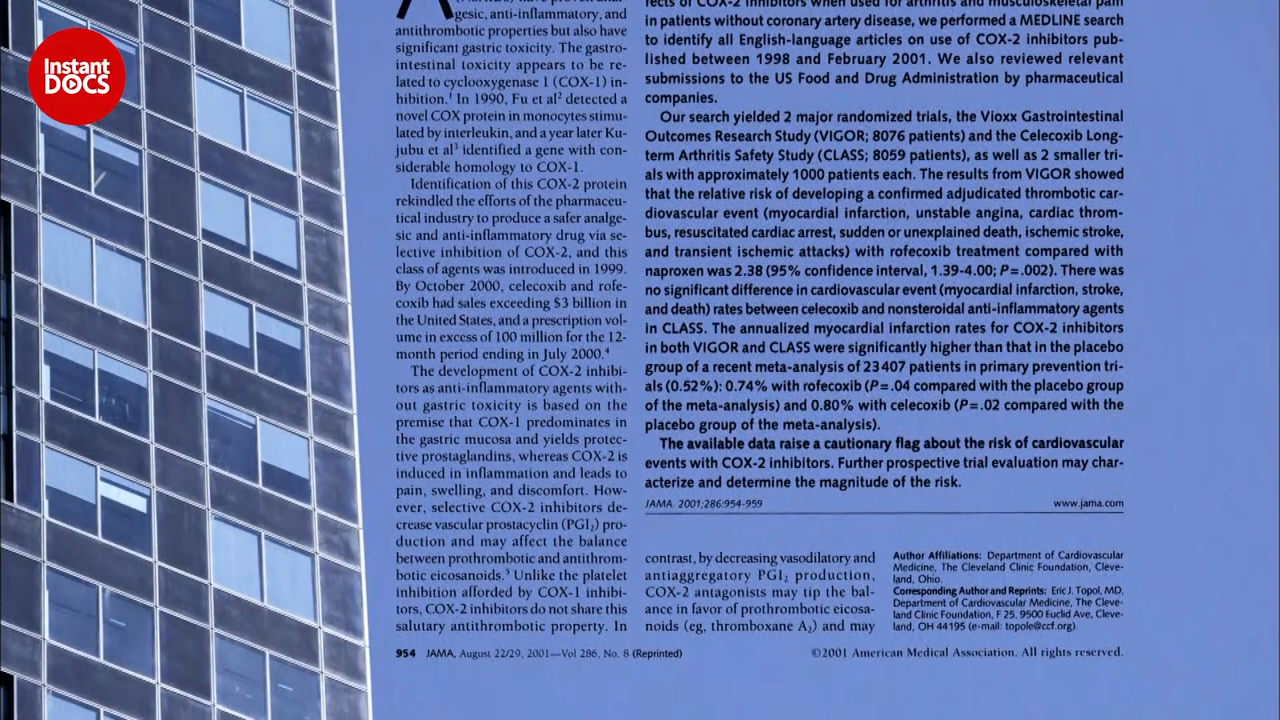 Instant
DOCS
A
gesic, anti-inflammatory, and
antithrombotic properties but also have
significant gastric toxicity. The gastro-
intestinal toxicity appears to be re-
lated to cyclooxygenase 1 (COX-1) in-
hibition.¹ In 1990, Fu et al² detected a
novel COX protein in monocytes stimu-
lated by interleukin, and a year later Ku-
jubu et al³ identified a gene with con-
siderable homology to COX-1.
Identification of this COX-2 protein
rekindled the efforts of the pharmaceu-
tical industry to produce a safer analge-
sic and anti-inflammatory drug via se-
lective inhibition of COX-2, and this
class of agents was introduced in 1999.
By October 2000, celecoxib and rofe-
coxib had sales exceeding $3 billion in
the United States, and a prescription vol-
ume in excess of 100 million for the 12-
month period ending in July 2000.⁴
The development of COX-2 inhibi-
tors as anti-inflammatory agents with-
out gastric toxicity is based on the
premise that COX-1 predominates in
the gastric mucosa and yields protec-
tive prostaglandins, whereas COX-2 is
induced in inflammation and leads to
pain, swelling, and discomfort. How-
ever, selective COX-2 inhibitors de-
crease vascular prostacyclin (PGI₂) pro-
duction and may affect the balance
between prothrombotic and antithrom-
botic eicosanoids.⁵ Unlike the platelet
inhibition afforded by COX-1 inhibi-
tors, COX-2 inhibitors do not share this
salutary antithrombotic property. In
fects of COX-2 inhibitors when used for arthritis and musculoskeletal pain
in patients without coronary artery disease, we performed a MEDLINE search
to identify all English-language articles on use of COX-2 inhibitors pub-
lished between 1998 and February 2001. We also reviewed relevant
submissions to the US Food and Drug Administration by pharmaceutical
companies.
Our search yielded 2 major randomized trials, the Vioxx Gastrointestinal
Outcomes Research Study (VIGOR; 8076 patients) and the Celecoxib Long-
term Arthritis Safety Study (CLASS; 8059 patients), as well as 2 smaller tri-
als with approximately 1000 patients each. The results from VIGOR showed
that the relative risk of developing a confirmed adjudicated thrombotic car-
diovascular event (myocardial infarction, unstable angina, cardiac throm-
bus, resuscitated cardiac arrest, sudden or unexplained death, ischemic stroke,
and transient ischemic attacks) with rofecoxib treatment compared with
naproxen was 2.38 (95% confidence interval, 1.39-4.00; P=.002). There was
no significant difference in cardiovascular event (myocardial infarction, stroke,
and death) rates between celecoxib and nonsteroidal anti-inflammatory agents
in CLASS. The annualized myocardial infarction rates for COX-2 inhibitors
in both VIGOR and CLASS were significantly higher than that in the placebo
group of a recent meta-analysis of 23 407 patients in primary prevention tri-
als (0.52%): 0.74% with rofecoxib (P=.04 compared with the placebo group
of the meta-analysis) and 0.80% with celecoxib (P=.02 compared with the
placebo group of the meta-analysis).
The available data raise a cautionary flag about the risk of cardiovascular
events with COX-2 inhibitors. Further prospective trial evaluation may char-
acterize and determine the magnitude of the risk.
JAMA 2001;286:954-959 www.jama.com
contrast, by decreasing vasodilatory and
antiaggregatory PGI₂ production,
COX-2 antagonists may tip the bal-
ance in favor of prothrombotic eicosa-
noids (eg, thromboxane A₂) and may
Author Affiliations: Department of Cardiovascular
Medicine, The Cleveland Clinic Foundation, Cleve-
land, Ohio.
Corresponding Author and Reprints: Eric J. Topol, MD,
Department of Cardiovascular Medicine, The Cleve-
land Clinic Foundation, F 25, 9500 Euclid Ave, Cleve-
land, OH 44195 (e-mail: topole@ccf.org).
954 JAMA, August 22/29, 2001—Vol 286, No. 8 (Reprinted)
©2001 American Medical Association. All rights reserved.